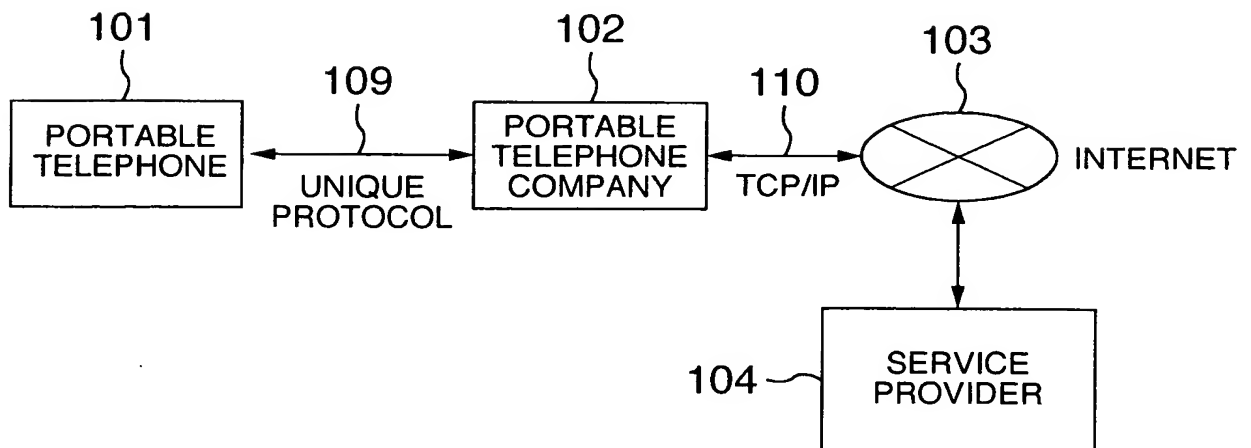 101
102
103
109
110
PORTABLE
TELEPHONE
UNIQUE
PROTOCOL
PORTABLE
TELEPHONE
COMPANY
TCP/IP
INTERNET
104
SERVICE
PROVIDER